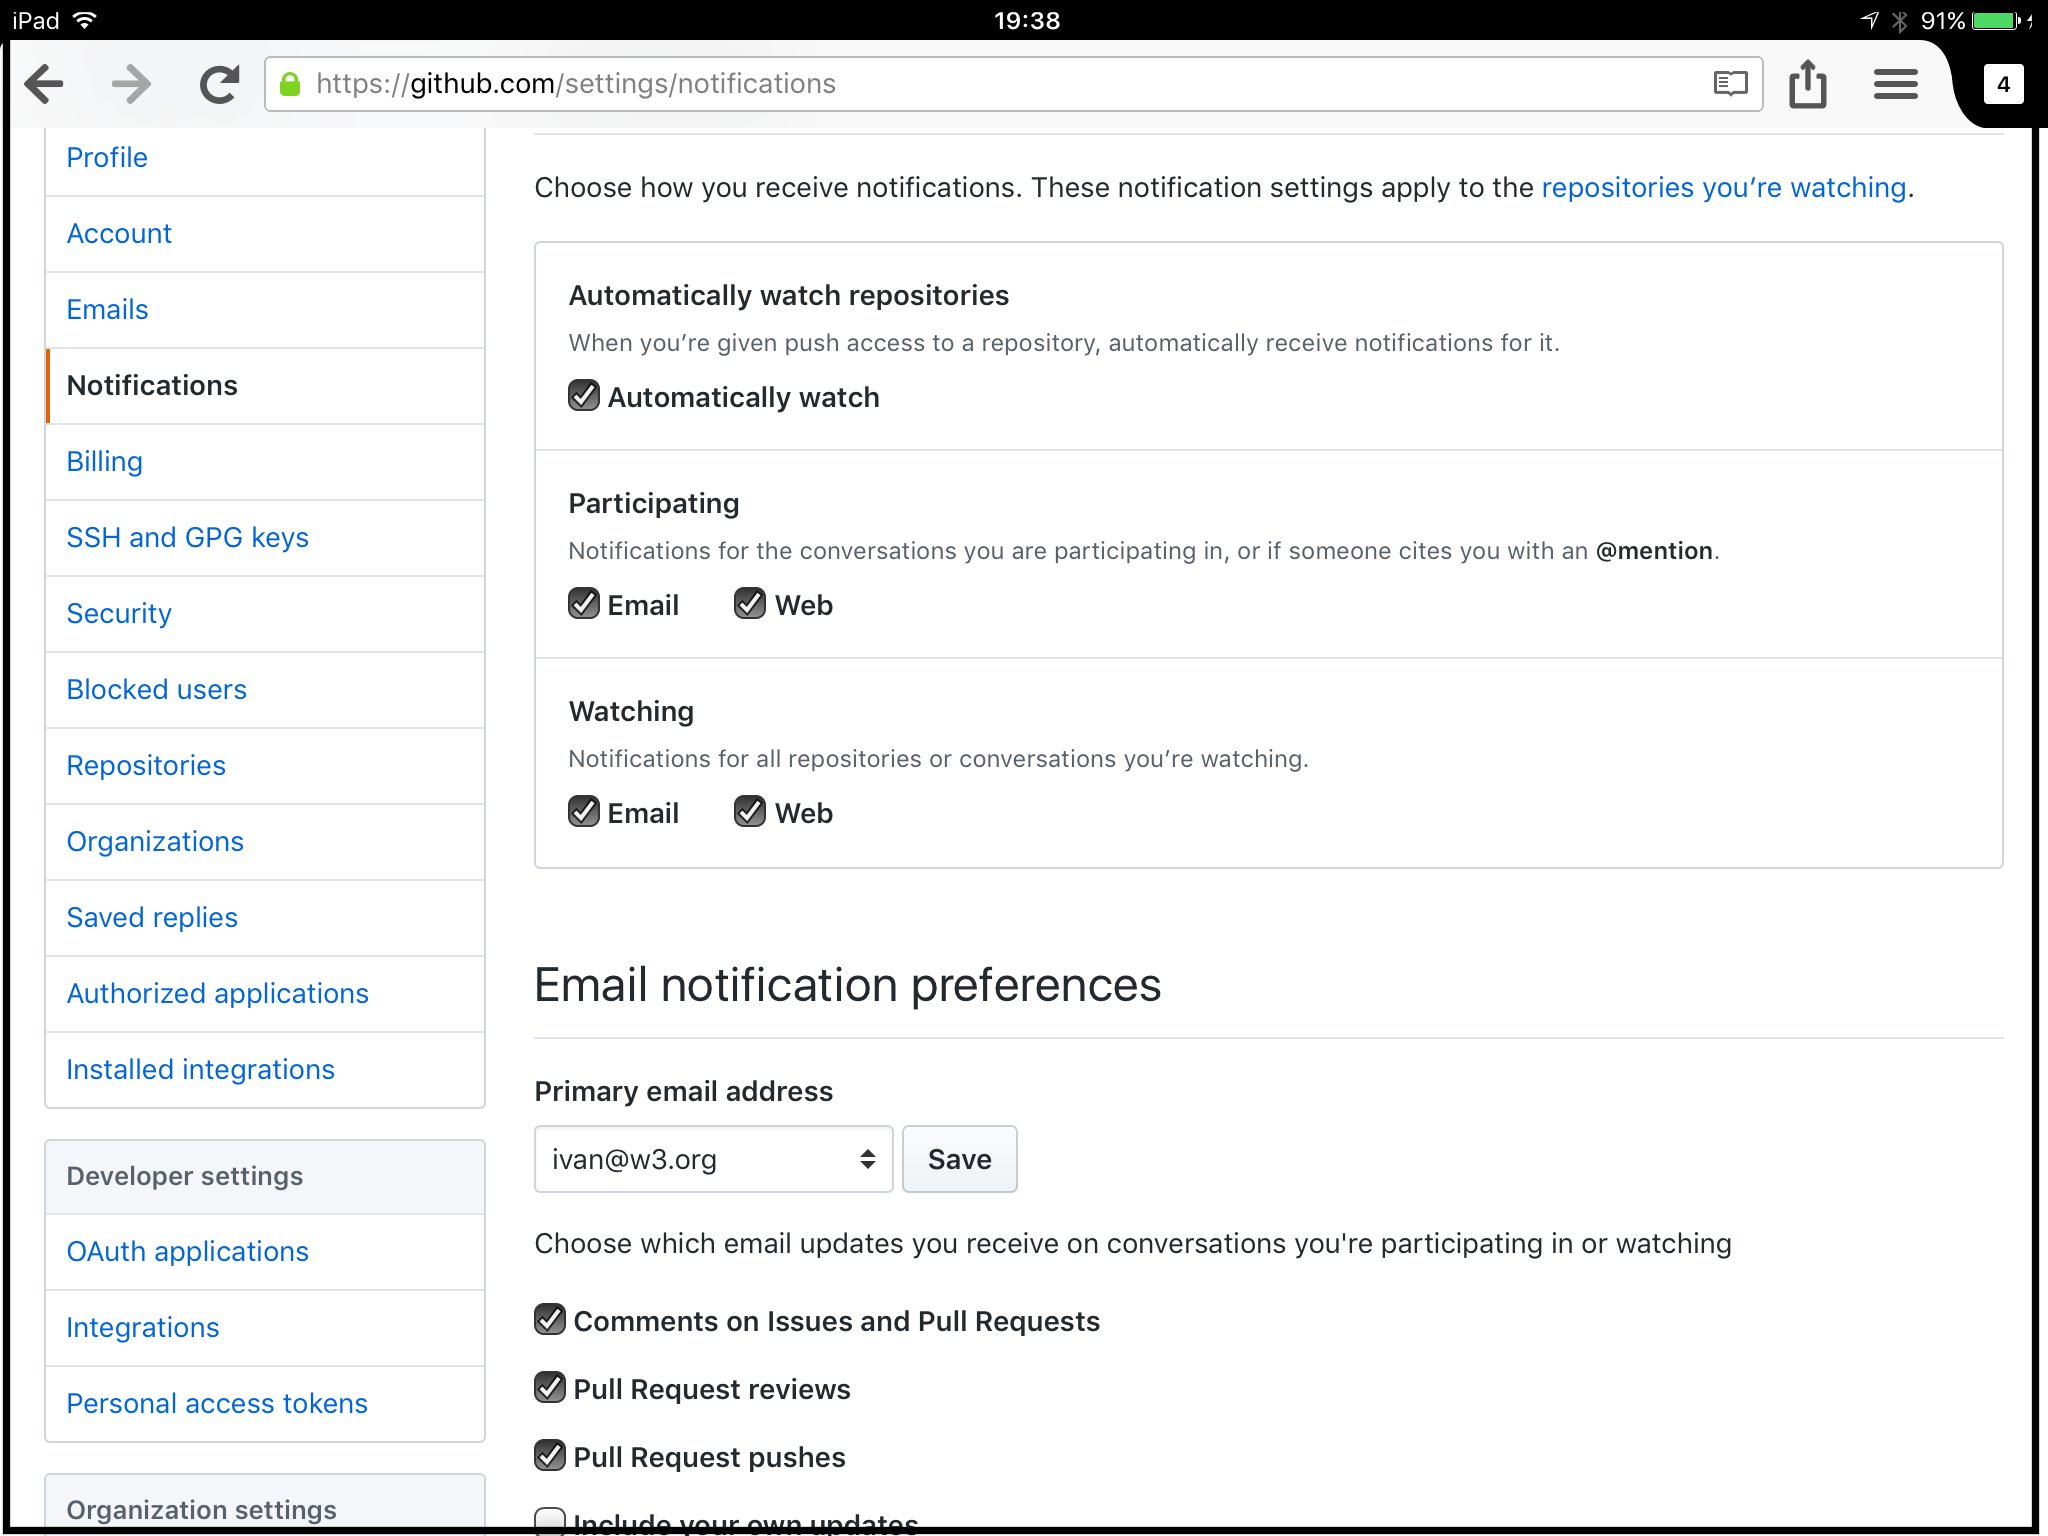 iPad 19:38 91%
https://github.com/settings/notifications 4
Profile
Account
Emails
Notifications
Billing
SSH and GPG keys
Security
Blocked users
Repositories
Organizations
Saved replies
Authorized applications
Installed integrations
Developer settings
OAuth applications
Integrations
Personal access tokens
Organization settings
Choose how you receive notifications. These notification settings apply to the repositories you’re watching.
Automatically watch repositories
When you’re given push access to a repository, automatically receive notifications for it.
Automatically watch
Participating
Notifications for the conversations you are participating in, or if someone cites you with an @mention.
Email Web
Watching
Notifications for all repositories or conversations you’re watching.
Email Web
Email notification preferences
Primary email address
ivan@w3.org Save
Choose which email updates you receive on conversations you're participating in or watching
Comments on Issues and Pull Requests
Pull Request reviews
Pull Request pushes
Include your own updates